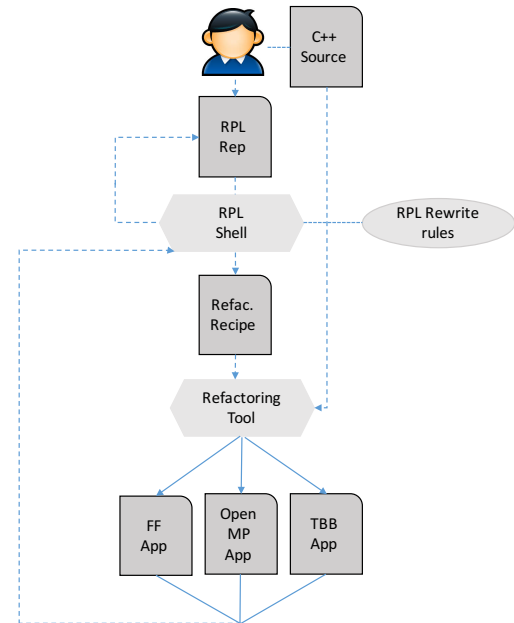 C++
Source
RPL
Rep
RPL
Shell
RPL Rewrite
rules
Refac.
Recipe
Refactoring
Tool
FF
App
Open
MP
App
TBB
App